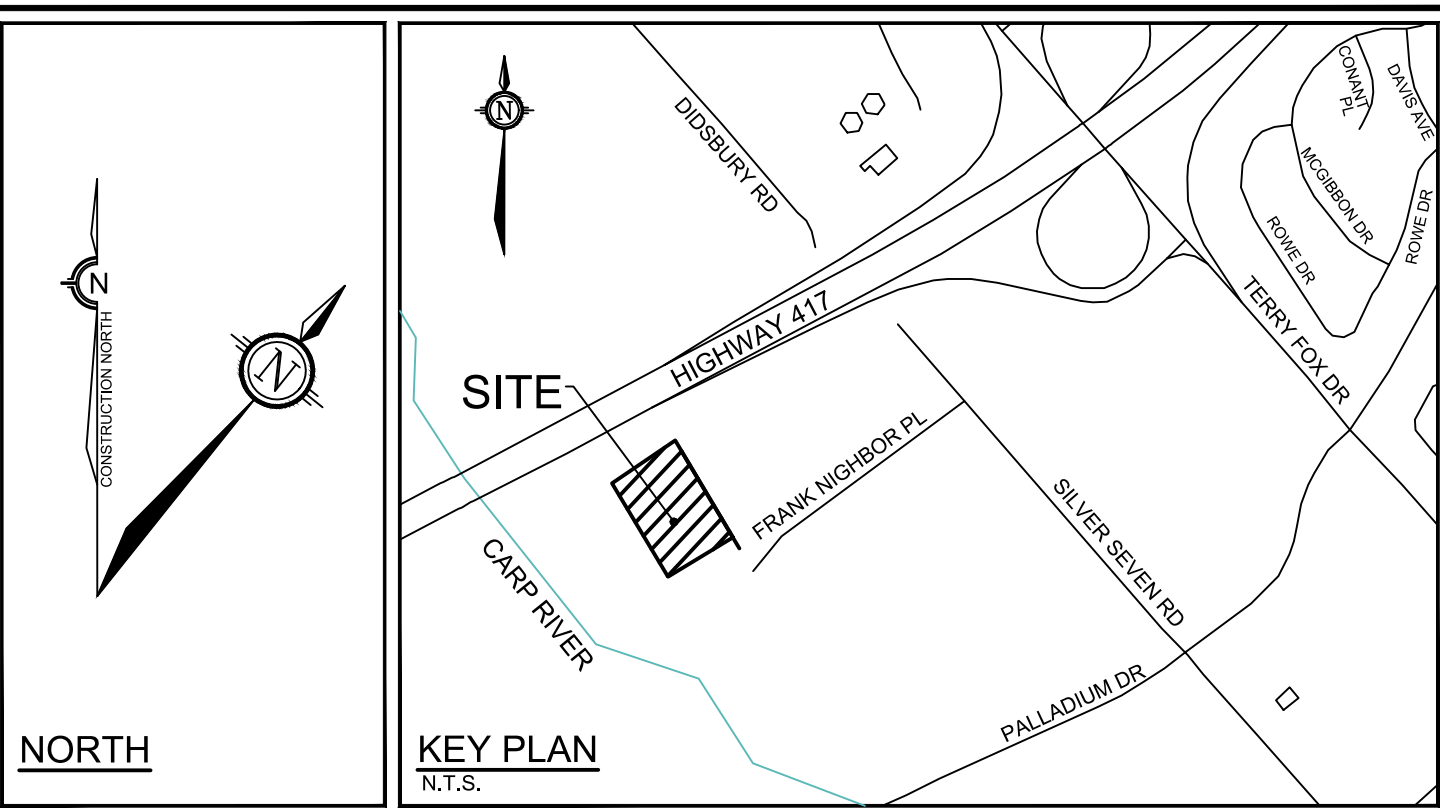 N
CONSTRUCTION NORTH
N
NORTH
N
DIDSBURY RD
CONANT
PL
DAVIS AVE
MCGIBBON DR
ROWE DR
ROWE DR
TERRY FOX DR
HIGHWAY 417
SITE
FRANK NIGHBOR PL
SILVER SEVEN RD
CARP RIVER
PALLADIUM DR
KEY PLAN
N.T.S.